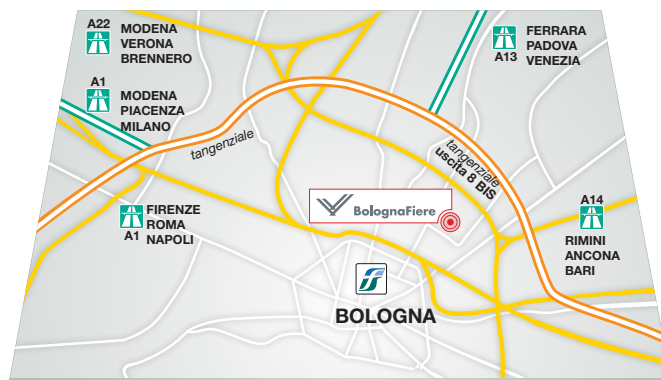 A22
MODENA
VERONA
BRENNERO
A1
MODENA
PIACENZA
MILANO
FERRARA
PADOVA
VENEZIA
A13
tangenziale
tangenziale
uscita 8 BIS
BolognaFiere
FIRENZE
ROMA
NAPOLI
A1
A14
RIMINI
ANCONA
BARI
BOLOGNA